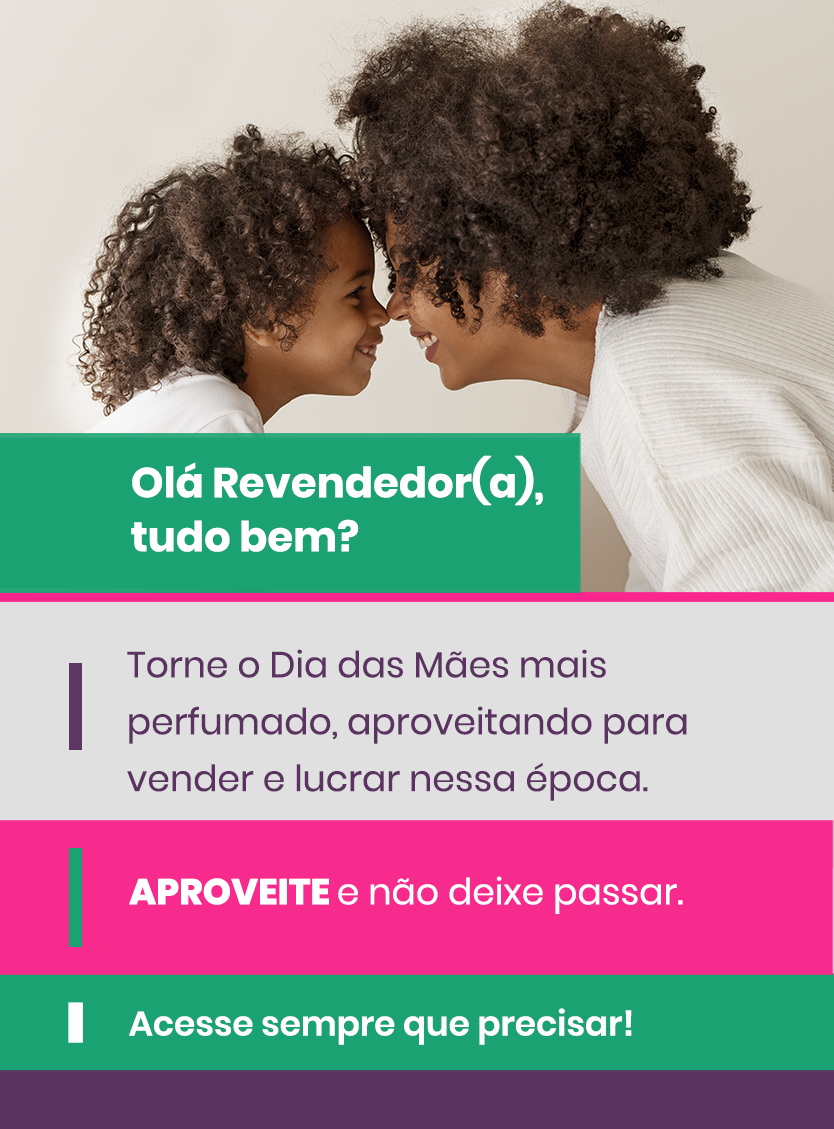 Olá Revendedor(a),
tudo bem?
Torne o Dia das Mães mais
perfumado, aproveitando para
vender e lucrar nessa época.
APROVEITE e não deixe passar.
Acesse sempre que precisar!